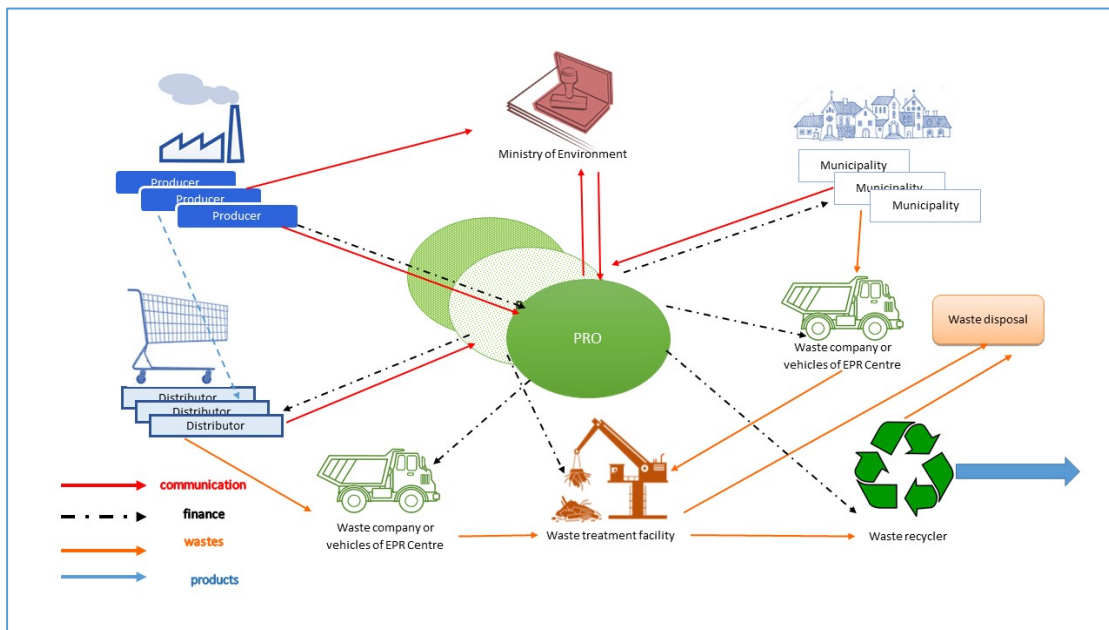 Ministry of Environment
Producer
Producer
Producer
Municipality
Municipality
Municipality
PRO
Waste company or
vehicles of EPR Centre
Waste disposal
Distributor
Distributor
Distributor
communication
finance
wastes
products
Waste company or
vehicles of EPR Centre
Waste treatment facility
Waste recycler